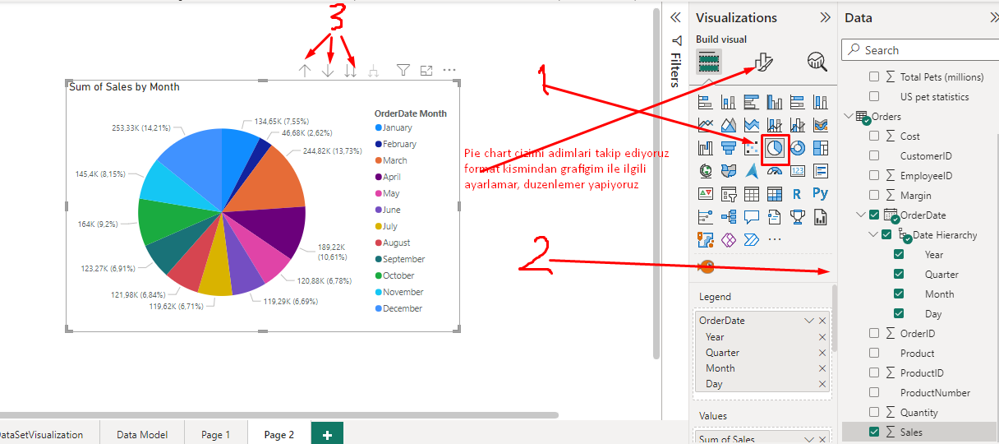 3
Sum of Sales by Month
134,65K (7,55%)
46,68K (2,62%)
244,82K (13,73%)
189,22K
(10,61%)
120,88K (6,78%)
119,29K (6,69%)
119,62K (6,71%)
121,98K (6,84%)
123,27K (6,91%)
164K (9,2%)
145,4K (8,15%)
253,33K (14,21%)
OrderDate Month
January
February
March
April
May
June
July
August
September
October
November
December
1
Pie chart cizimi adimlari takip ediyoruz
format kismindan grafigim ile ilgili
ayarlamar, duzenlemer yapiyoruz
2
Filters
Visualizations
Build visual
123
R
Py
Legend
OrderDate
Year
Quarter
Month
Day
Values
Sum of Sales
Data
Search
Total Pets (millions)
US pet statistics
Orders
Cost
CustomerID
EmployeeID
Margin
OrderDate
Date Hierarchy
Year
Quarter
Month
Day
OrderID
Product
ProductID
ProductNumber
Quantity
Sales
DataSetVisualization
Data Model
Page 1
Page 2